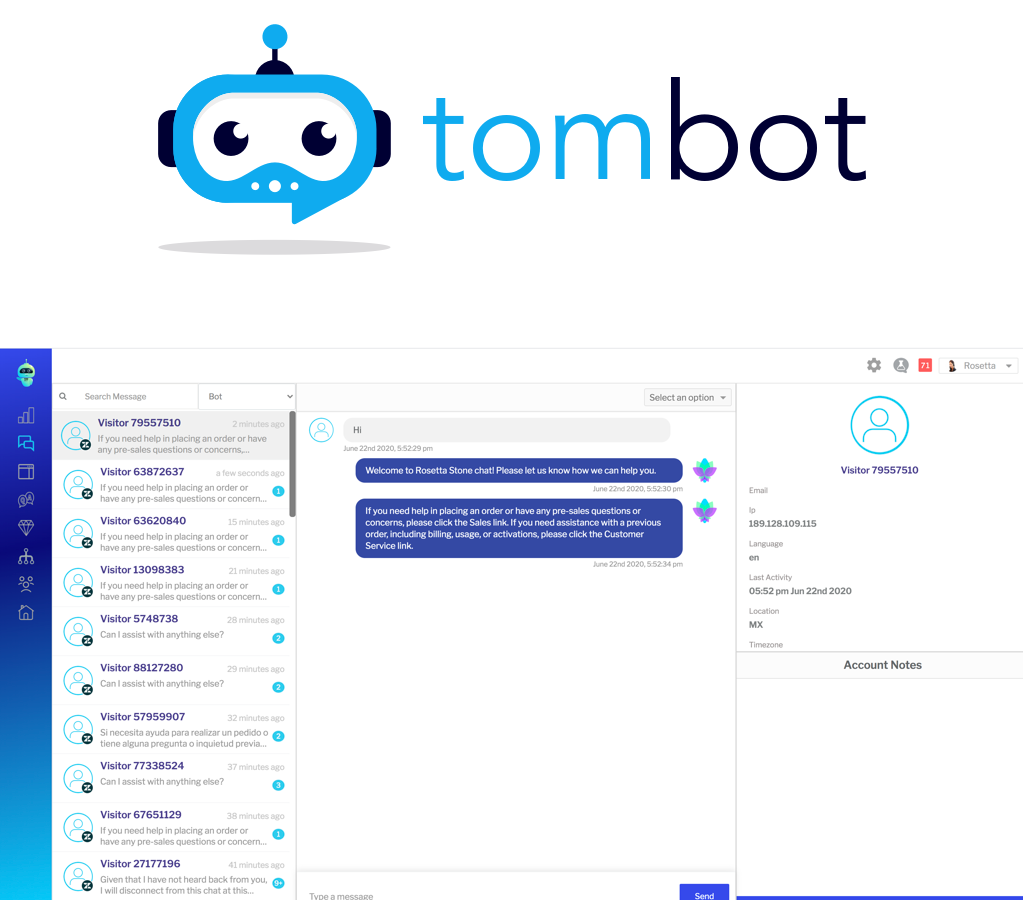 tombot
71
Rosetta
Search Message
Bot
Select an option
Visitor 79557510
2 minutes ago
If you need help in placing an order or have
any pre-sales questions or concerns,...
Visitor 63872637
a few seconds ago
If you need help in placing an order or
have any pre-sales questions or concern...
1
Visitor 63620840
15 minutes ago
If you need help in placing an order or
have any pre-sales questions or concern...
1
Visitor 13098383
21 minutes ago
If you need help in placing an order or
have any pre-sales questions or concern...
1
Visitor 5748738
28 minutes ago
Can I assist with anything else?
2
Visitor 88127280
29 minutes ago
Can I assist with anything else?
2
Visitor 57959907
32 minutes ago
Si necesita ayuda para realizar un pedido o
tiene alguna pregunta o inquietud previa...
2
Visitor 77338524
37 minutes ago
Can I assist with anything else?
3
Visitor 67651129
38 minutes ago
If you need help in placing an order or
have any pre-sales questions or concern...
1
Visitor 27177196
41 minutes ago
Given that I have not heard back from you,
I will disconnect from this chat at this...
9+
Hi
June 22nd 2020, 5:52:29 pm
Welcome to Rosetta Stone chat! Please let us know how we can help you.
June 22nd 2020, 5:52:30 pm
If you need help in placing an order or have any pre-sales questions or
concerns, please click the Sales link. If you need assistance with a previous
order, including billing, usage, or activations, please click the Customer
Service link.
June 22nd 2020, 5:52:34 pm
Type a message
Send
Visitor 79557510
Email
Ip
189.128.109.115
Language
en
Last Activity
05:52 pm Jun 22nd 2020
Location
MX
Timezone
Account Notes